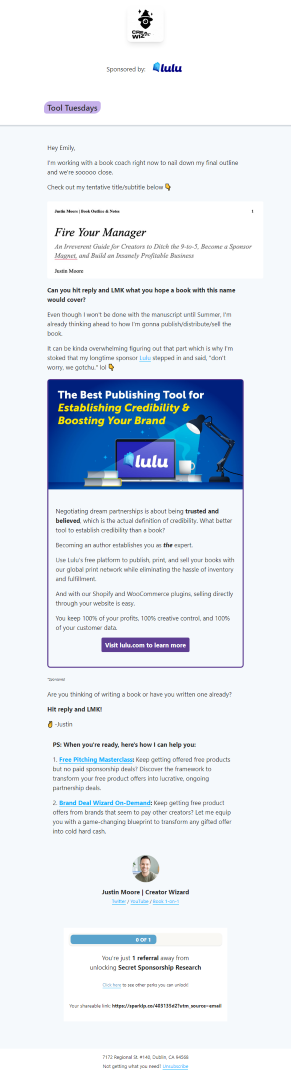 Sponsored by: lulu
Tool Tuesdays
Hey Emily,
I'm working with a book coach right now to nail down my final outline
and we're sooooo close.
Check out my tentative title/subtitle below 👇
Justin Moore | Book Outline & Notes 1
Fire Your Manager
An Irreverent Guide for Creators to Ditch the 9-to-5, Become a Sponsor
Magnet, and Build an Insanely Profitable Business
Justin Moore
Can you hit reply and LMK what you hope a book with this name
would cover?
Even though I won't be done with the manuscript until Summer, I'm
already thinking ahead to how I'm gonna publish/distribute/sell the
book.
It can be kinda overwhelming figuring out that part which is why I'm
stoked that my longtime sponsor Lulu stepped in and said, "don't
worry, we gotchu." lol 👇
The Best Publishing Tool for
Establishing Credibility &
Boosting Your Brand
lulu
Negotiating dream partnerships is about being trusted and
believed, which is the actual definition of credibility. What better
tool to establish credibility than a book?
Becoming an author establishes you as the expert.
Use Lulu's free platform to publish, print, and sell your books with
our global print network while eliminating the hassle of inventory
and fulfillment.
And with our Shopify and WooCommerce plugins, selling directly
through your website is easy.
You keep 100% of your profits, 100% creative control, and 100%
of your customer data.
Visit lulu.com to learn more
*Sponsored
Are you thinking of writing a book or have you written one already?
Hit reply and LMK!
-Justin
PS: When you're ready, here's how I can help you:
1. Free Pitching Masterclass: Keep getting offered free products
but no paid sponsorship deals? Discover the framework to
transform your free product offers into lucrative, ongoing
partnership deals.
2. Brand Deal Wizard On-Demand: Keep getting free product
offers from brands that seem to pay other creators? Let me equip
you with a game-changing blueprint to transform any gifted offer
into cold hard cash.
Justin Moore | Creator Wizard
Twitter / YouTube / Book 1-on-1
0 OF 1
You're just 1 referral away from
unlocking Secret Sponsorship Research
Click here to see other perks you can unlock!
Your shareable link:
7172 Regional St. #140, Dublin, CA 94568
Not getting what you need? Unsubscribe